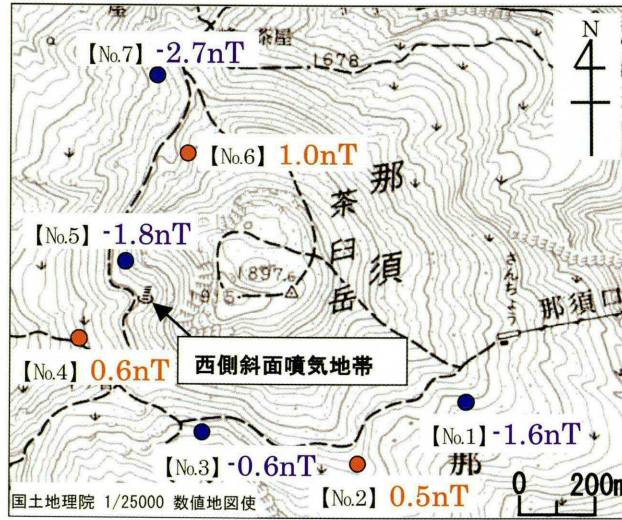 【No.7】-2.7nT
茶屋
1678
N
【No.6】1.0nT
那須
茶臼岳
【No.5】-1.8nT
1897
1915
さんちょう
那須口
西側斜面噴気地帯
【No.4】0.6nT
【No.1】-1.6nT
【No.3】-0.6nT
那
【No.2】0.5nT
0 200m
国土地理院 1/25000 数値地図使